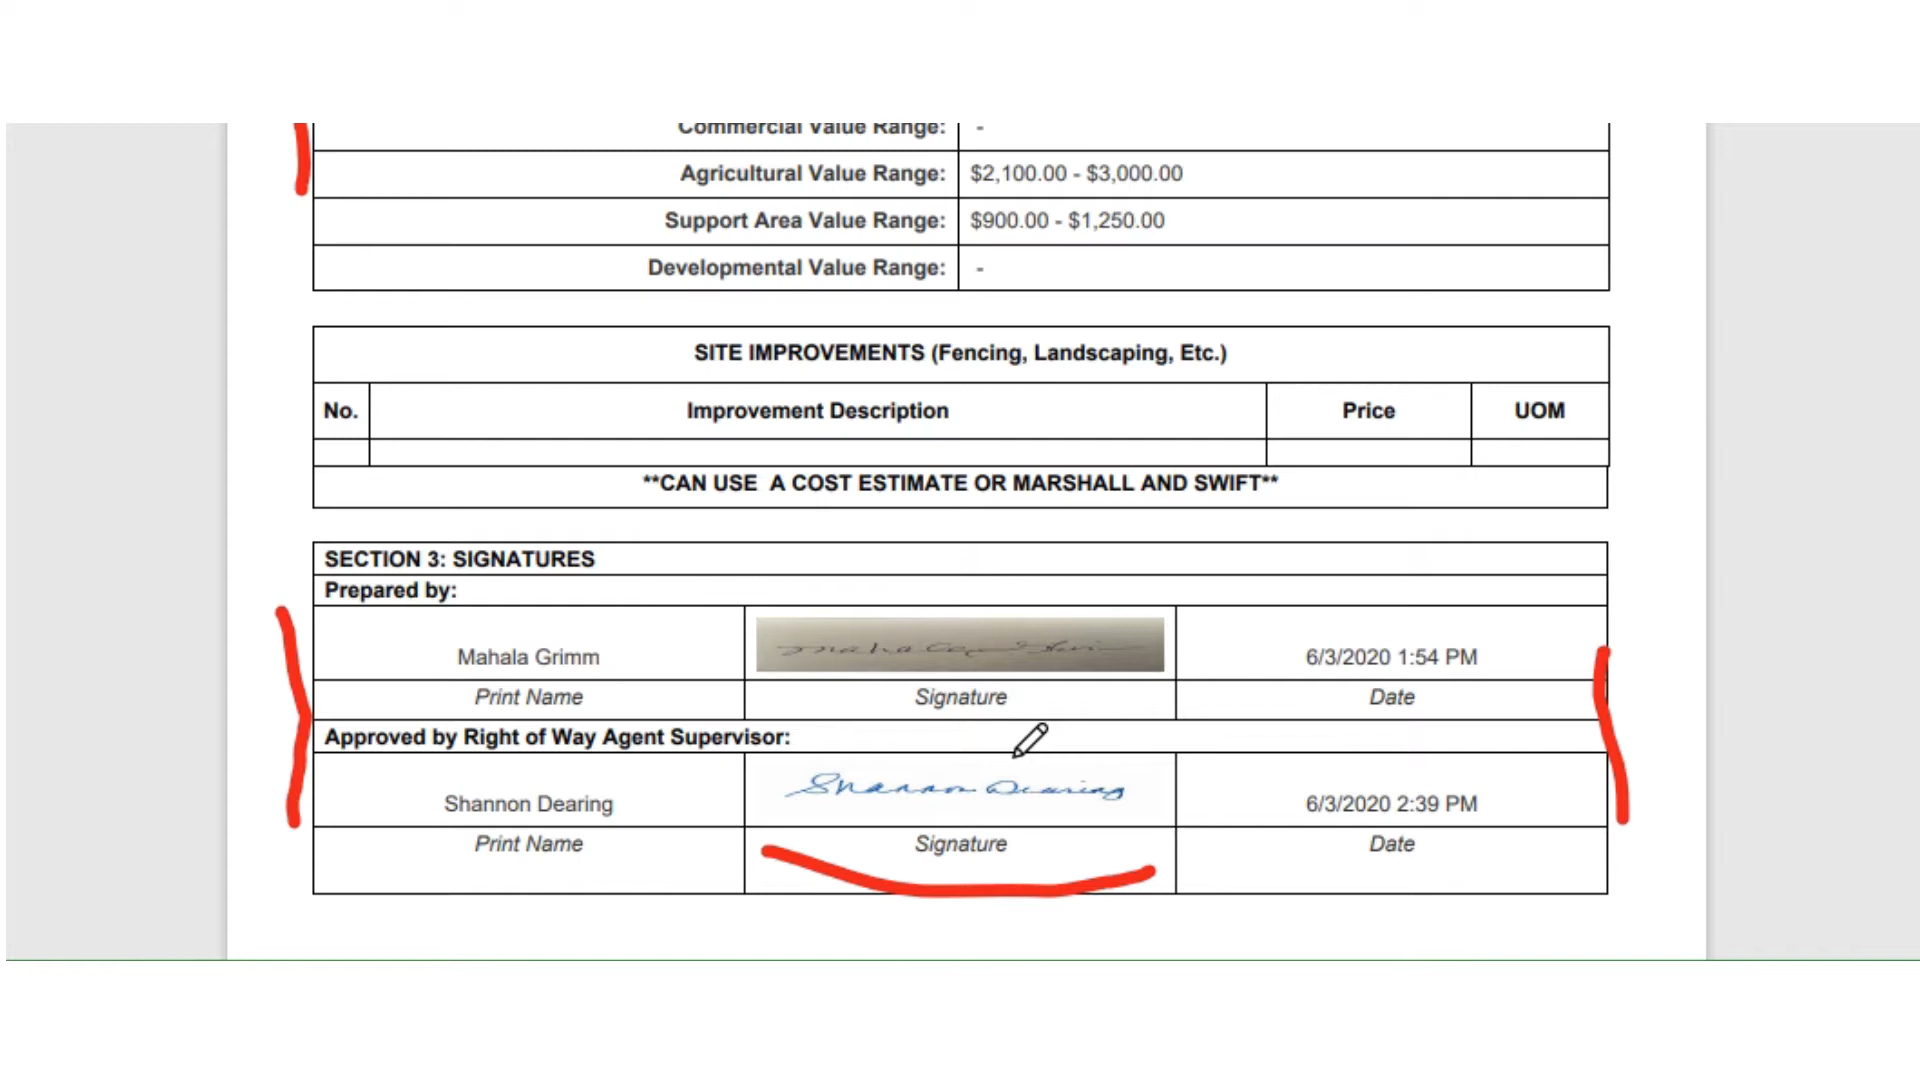 Commercial Value Range: -
Agricultural Value Range: $2,100.00 - $3,000.00
Support Area Value Range: $900.00 - $1,250.00
Developmental Value Range: -
SITE IMPROVEMENTS (Fencing, Landscaping, Etc.)
No. Improvement Description Price UOM
**CAN USE A COST ESTIMATE OR MARSHALL AND SWIFT**
SECTION 3: SIGNATURES
Prepared by:
Mahala Grimm 6/3/2020 1:54 PM
Print Name Signature Date
Approved by Right of Way Agent Supervisor:
Shannon Dearing Shannon Dearing 6/3/2020 2:39 PM
Print Name Signature Date